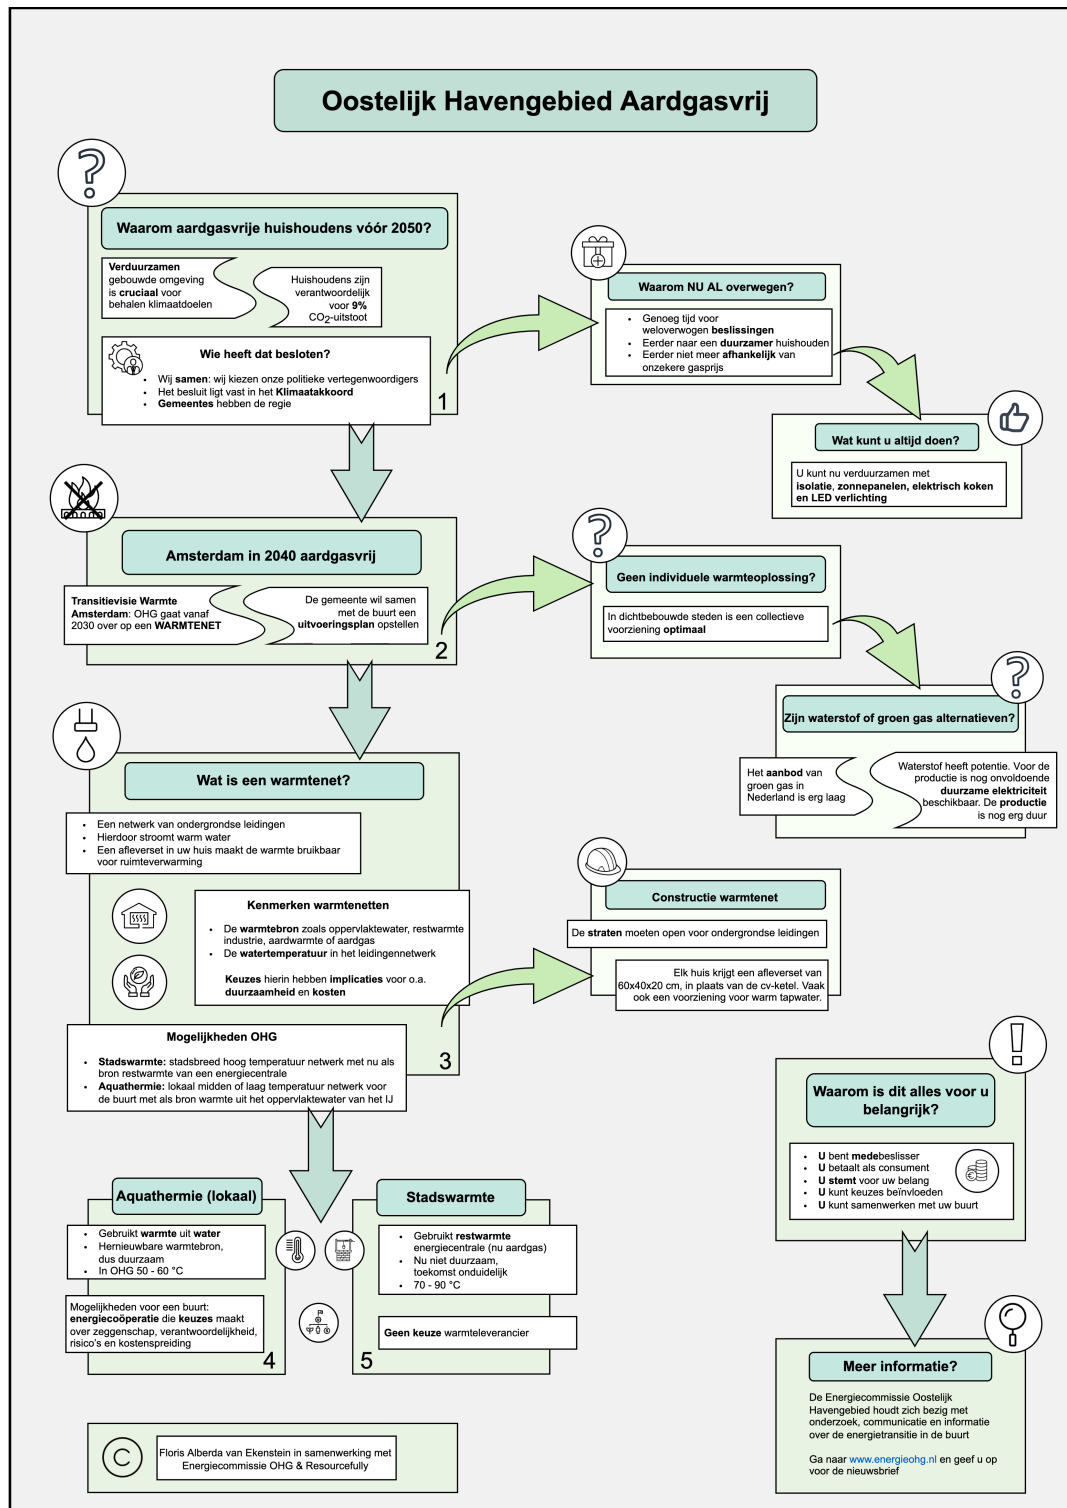 Oostelijk Havengebied Aardgasvrij
Waarom aardgasvrije huishoudens vóór 2050?
Verduurzamen
gebouwde omgeving
is cruciaal voor
behalen klimaatdoelen
Huishoudens zijn
verantwoordelijk
voor 9%
CO2-uitstoot
Wie heeft dat besloten?
• Wij samen: wij kiezen onze politieke vertegenwoordigers
• Het besluit ligt vast in het Klimaatakkoord
• Gemeentes hebben de regie
1
Waarom NU AL overwegen?
• Genoeg tijd voor
weloverwogen beslissingen
• Eerder naar een duurzamer huishouden
• Eerder niet meer afhankelijk van
onzekere gasprijs
Wat kunt u altijd doen?
U kunt nu verduurzamen met
isolatie, zonnepanelen, elektrisch koken
en LED verlichting
Amsterdam in 2040 aardgasvrij
Transitievisie Warmte
Amsterdam: OHG gaat vanaf
2030 over op een WARMTENET
De gemeente wil samen
met de buurt een
uitvoeringsplan opstellen
2
Geen individuele warmteoplossing?
In dichtbebouwde steden is een collectieve
voorziening optimaal
Zijn waterstof of groen gas alternatieven?
Het aanbod van
groen gas in
Nederland is erg laag
Waterstof heeft potentie. Voor de
productie is nog onvoldoende
duurzame elektriciteit
beschikbaar. De productie
is nog erg duur
Wat is een warmtenet?
• Een netwerk van ondergrondse leidingen
• Hierdoor stroomt warm water
• Een afleverset in uw huis maakt de warmte bruikbaar
voor ruimteverwarming
Kenmerken warmtenetten
• De warmtebron zoals oppervlaktewater, restwarmte
industrie, aardwarmte of aardgas
• De watertemperatuur in het leidingennetwerk
Keuzes hierin hebben implicaties voor o.a.
duurzaamheid en kosten
Mogelijkheden OHG
• Stadswarmte: stadsbreed hoog temperatuur netwerk met nu als
bron restwarmte van een energiecentrale
• Aquathermie: lokaal midden of laag temperatuur netwerk voor
de buurt met als bron warmte uit het oppervlaktewater van het IJ
3
Constructie warmtenet
De straten moeten open voor ondergrondse leidingen
Elk huis krijgt een afleverset van
60x40x20 cm, in plaats van de cv-ketel. Vaak
ook een voorziening voor warm tapwater.
Aquathermie (lokaal)
• Gebruikt warmte uit water
• Hernieuwbare warmtebron,
dus duurzaam
• In OHG 50 - 60 °C
Mogelijkheden voor een buurt:
energiecoöperatie die keuzes maakt
over zeggenschap, verantwoordelijkheid,
risico's en kostenspreiding
4
Stadswarmte
• Gebruikt restwarmte
energiecentrale (nu aardgas)
• Nu niet duurzaam,
toekomst onduidelijk
• 70 - 90 °C
Geen keuze warmteleverancier
5
Waarom is dit alles voor u
belangrijk?
• U bent medebeslisser
• U betaalt als consument
• U stemt voor uw belang
• U kunt keuzes beïnvloeden
• U kunt samenwerken met uw buurt
Meer informatie?
De Energiecommissie Oostelijk
Havengebied houdt zich bezig met
onderzoek, communicatie en informatie
over de energietransitie in de buurt
Ga naar www.energieohg.nl en geef u op
voor de nieuwsbrief
C
Floris Alberda van Ekenstein in samenwerking met
Energiecommissie OHG & Resourcefully